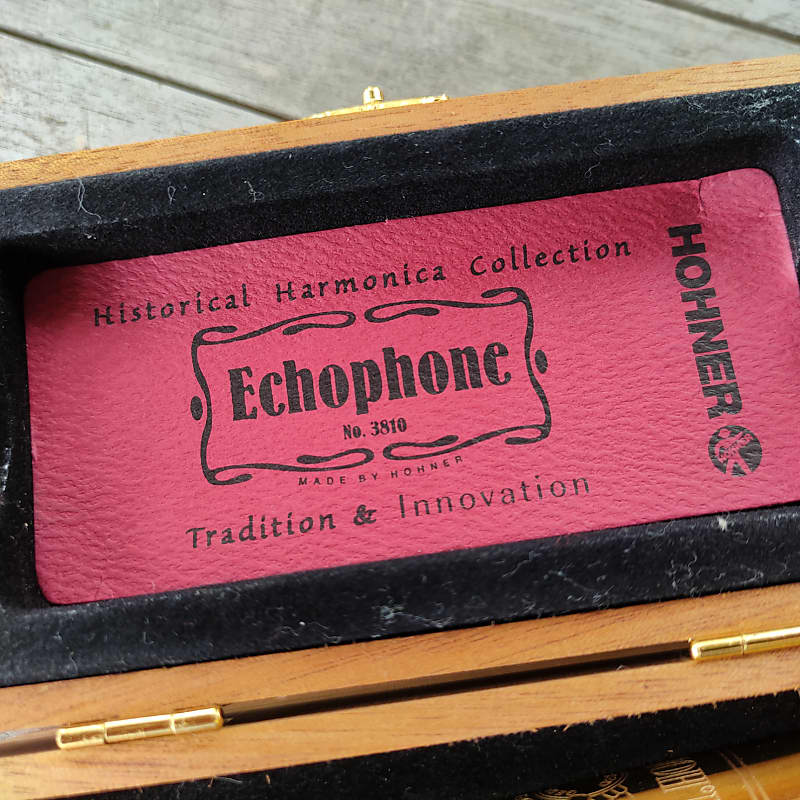 Historical Harmonica Collection
Echophone
No. 3810
MADE BY HOHNER
Tradition & Innovation
HOHNER